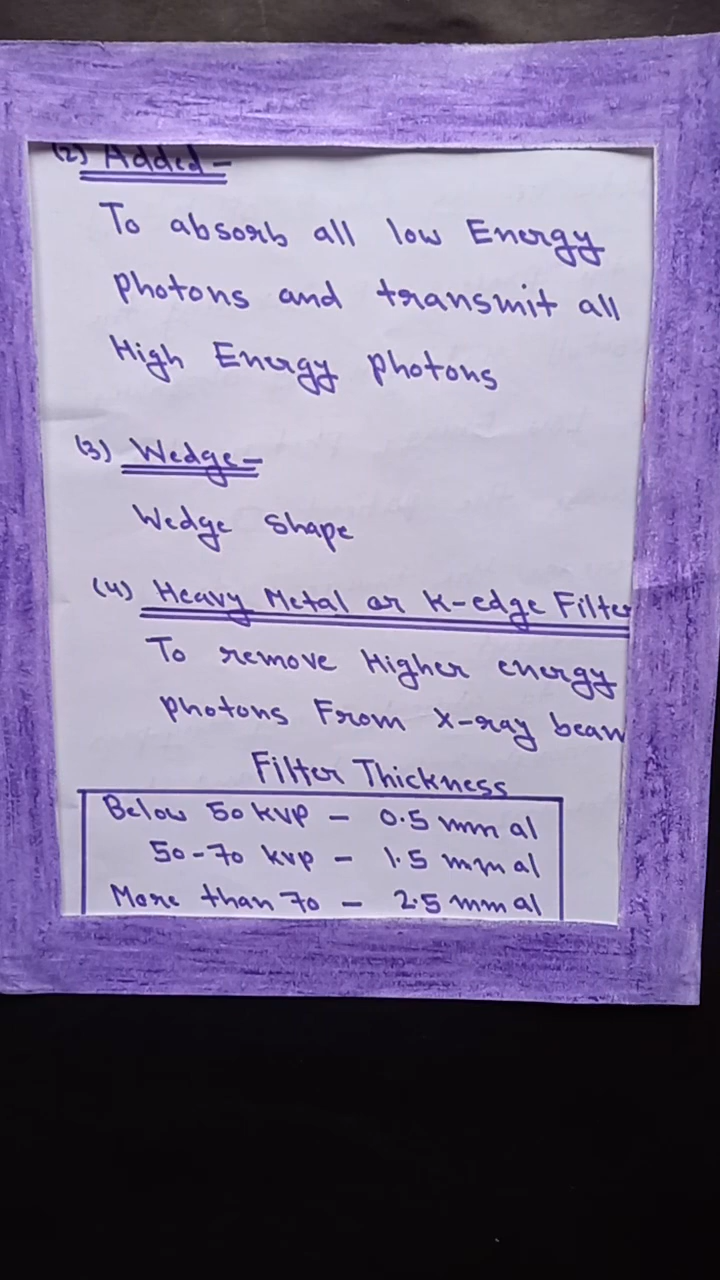 (2) Added-
To absorb all low Energy
photons and transmit all
High Energy photons
(3) Wedge-
Wedge shape
(4) Heavy Metal or K-edge Filter
To remove Higher energy
photons From X-ray beam
Filter Thickness
Below 50 kvp - 0.5 mm al
50-70 kvp - 1.5 mm al
More than 70 - 2.5 mm al